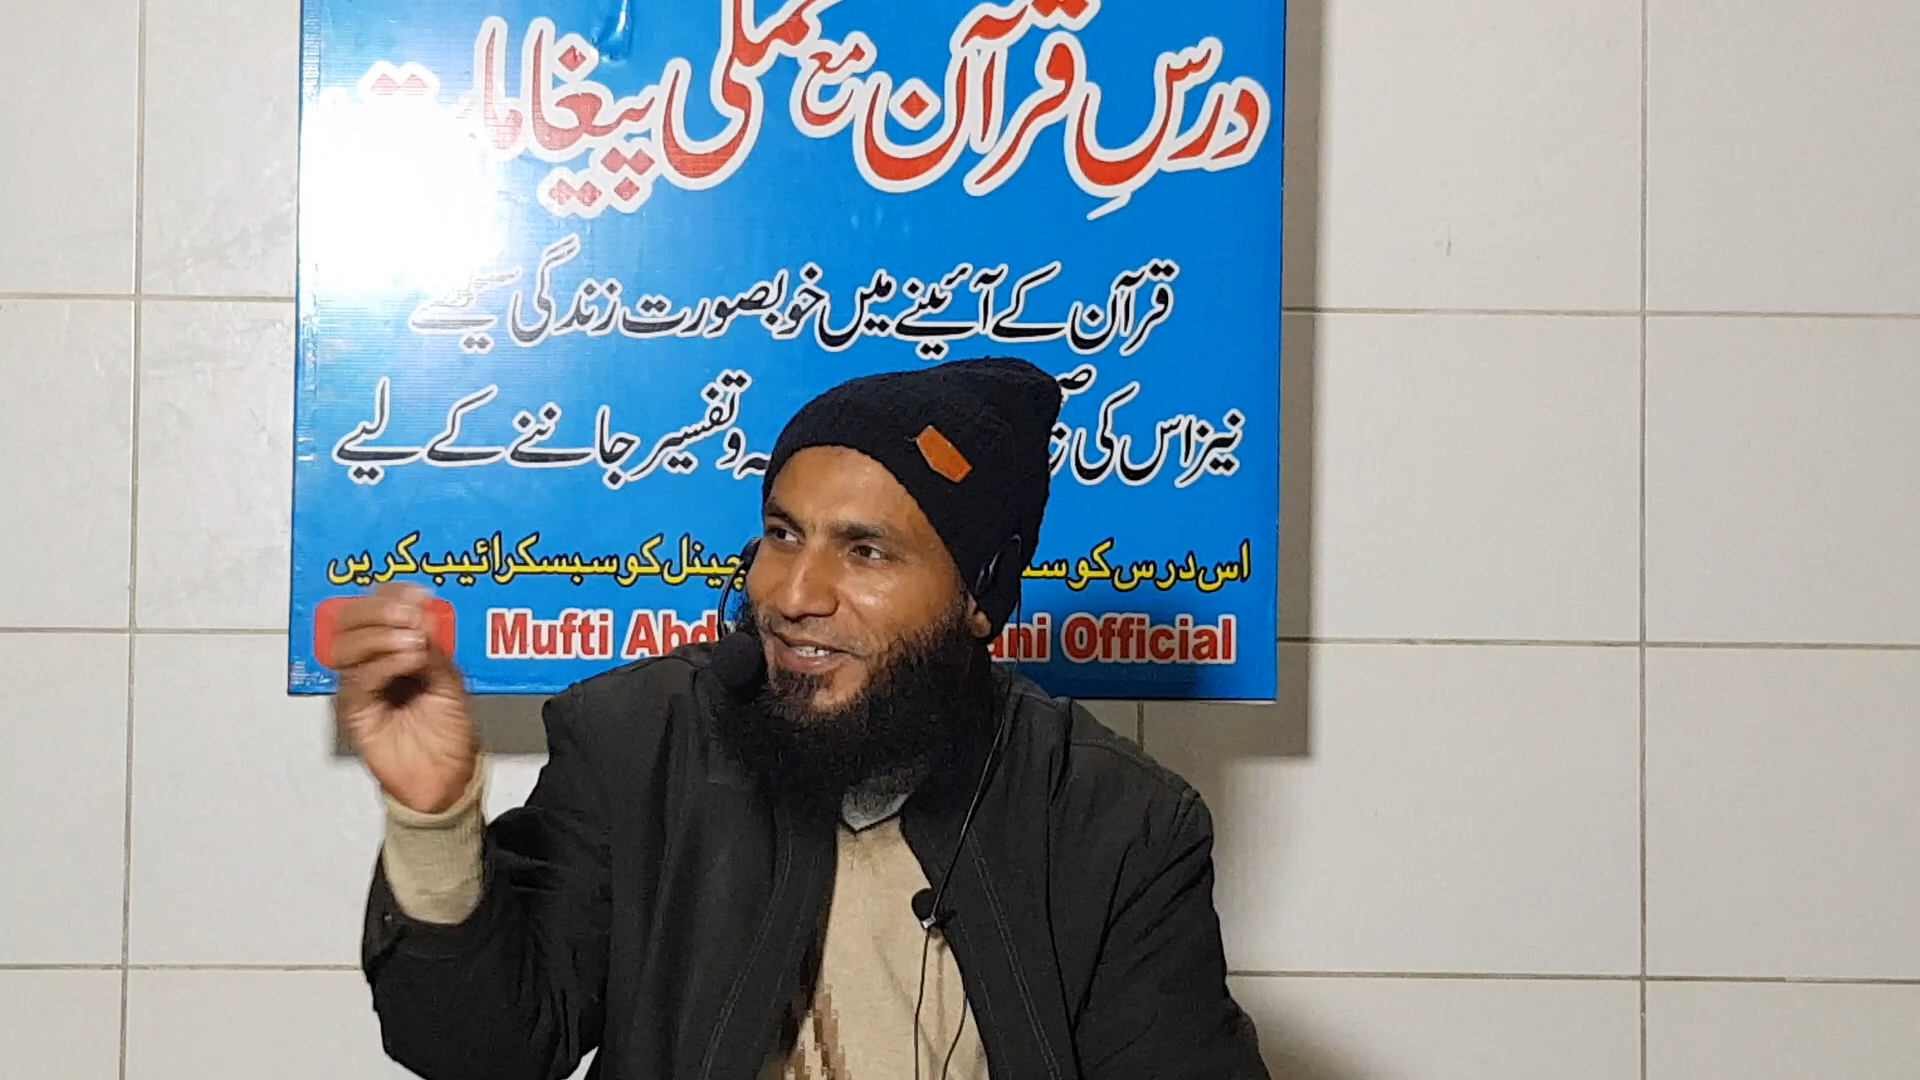 درسِ قرآن مع عملی پیغامات
قرآن کے آئینے میں خوبصورت زندگی سیکھیے
نیز اس کی و تفسیر جاننے کے لیے
اس درس کو چینل کو سبسکرائیب کریں
Mufti Official